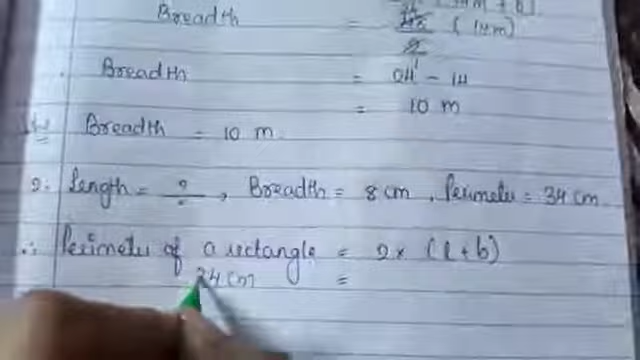 Breadth = (14m)
Breadth = 24 - 14
= 10 m
Breadth = 10 m.
2. Length = ?, Breadth = 8 cm, Perimeter = 34 cm.
∴ Perimeter of a rectangle = 2 × (l + b)
34 cm =